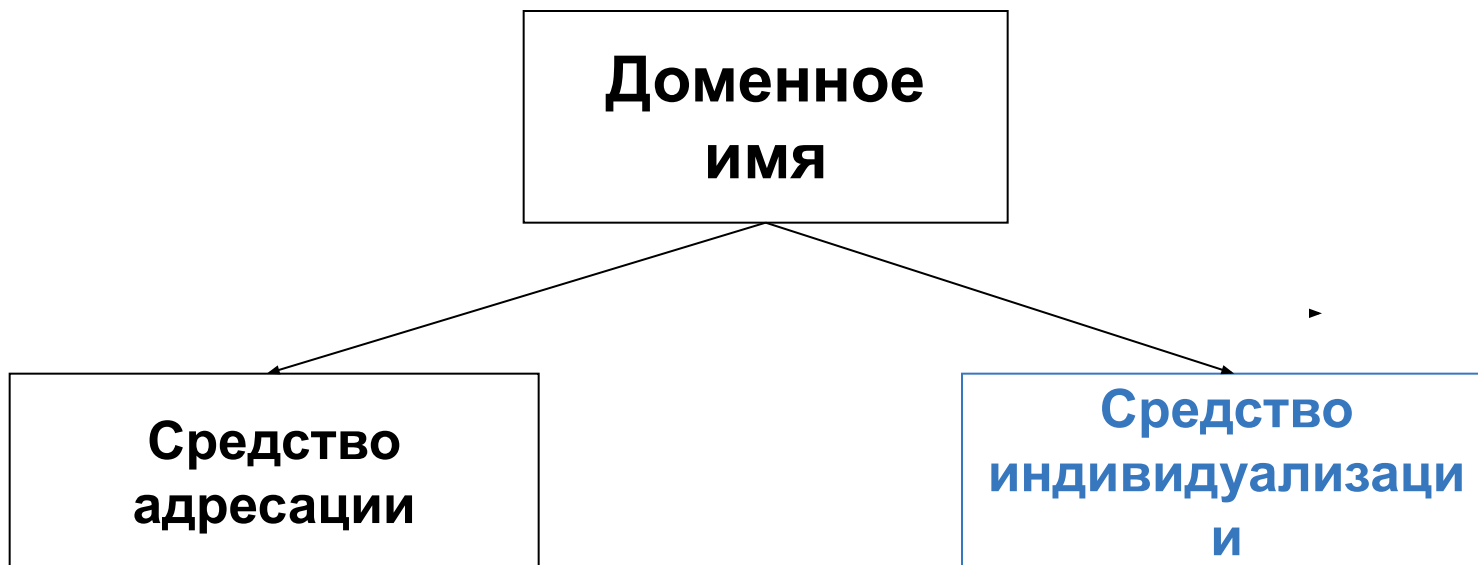 Доменное
имя
Средство
адресации
Средство
индивидуализаци
и